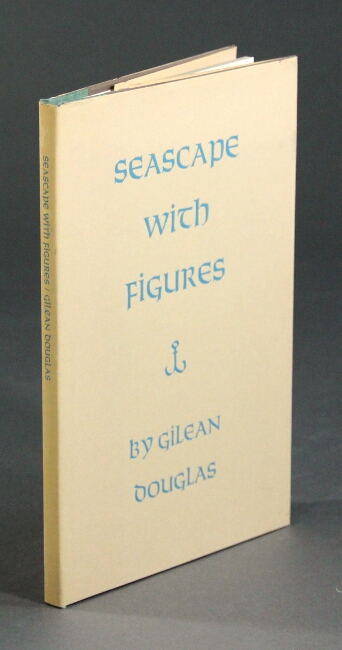 SEASCAPE
WITH
FIGURES
BY GILEAN
DOUGLAS
SEASCAPE WITH FIGURES / GILEAN DOUGLAS